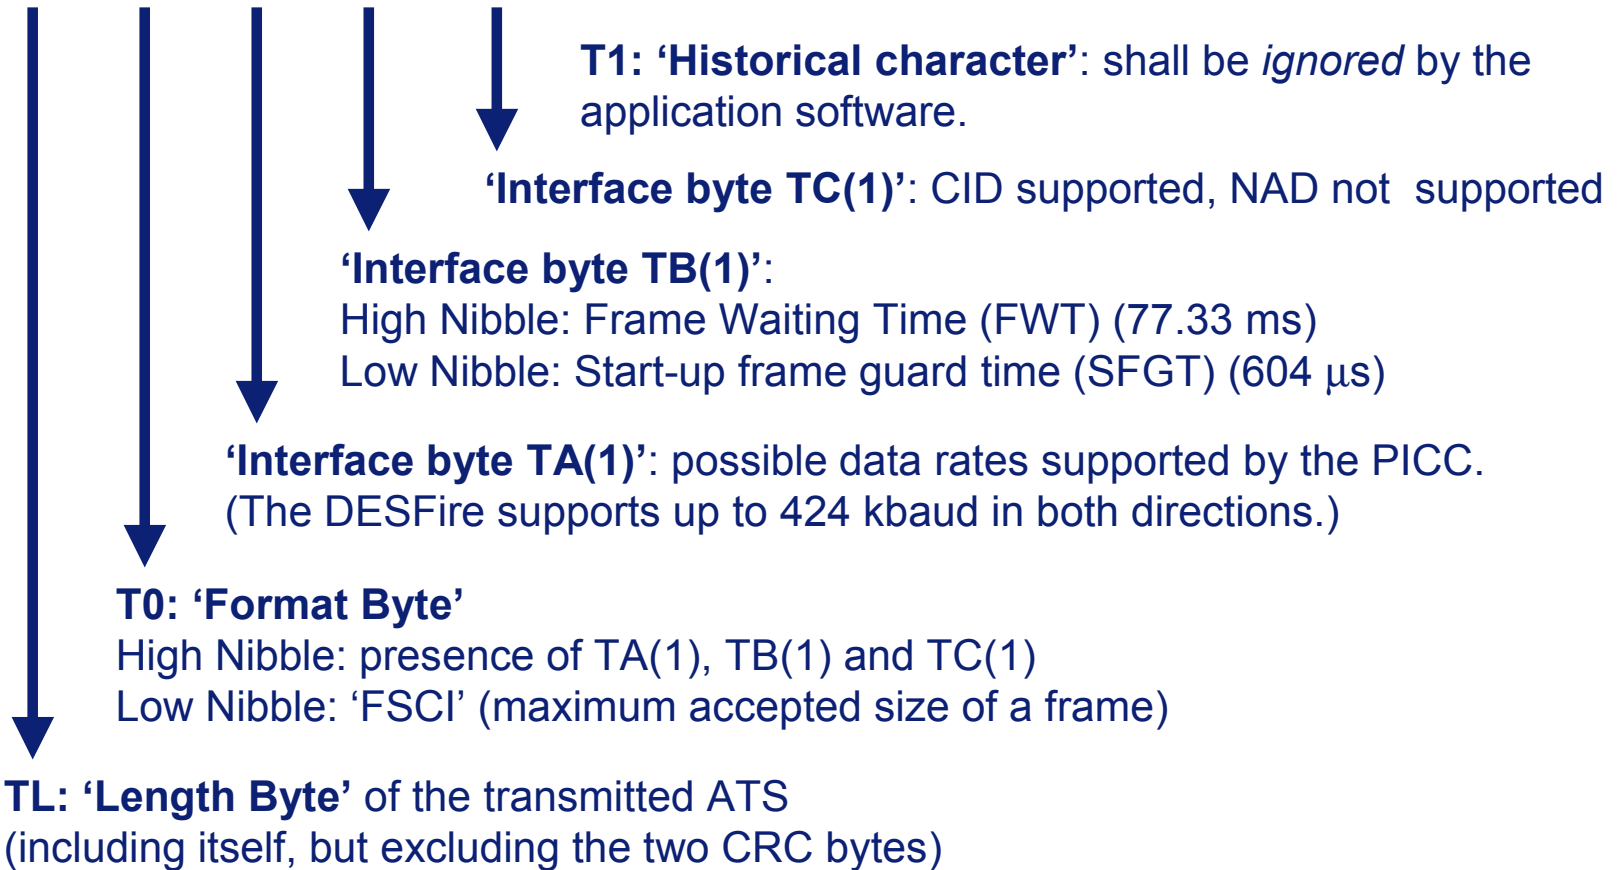 T1: ‘Historical character’: shall be ignored by the
application software.
‘Interface byte TC(1)’: CID supported, NAD not supported
‘Interface byte TB(1)’:
High Nibble: Frame Waiting Time (FWT) (77.33 ms)
Low Nibble: Start-up frame guard time (SFGT) (604 μs)
‘Interface byte TA(1)’: possible data rates supported by the PICC.
(The DESFire supports up to 424 kbaud in both directions.)
T0: ‘Format Byte’
High Nibble: presence of TA(1), TB(1) and TC(1)
Low Nibble: ‘FSCI’ (maximum accepted size of a frame)
TL: ‘Length Byte’ of the transmitted ATS
(including itself, but excluding the two CRC bytes)